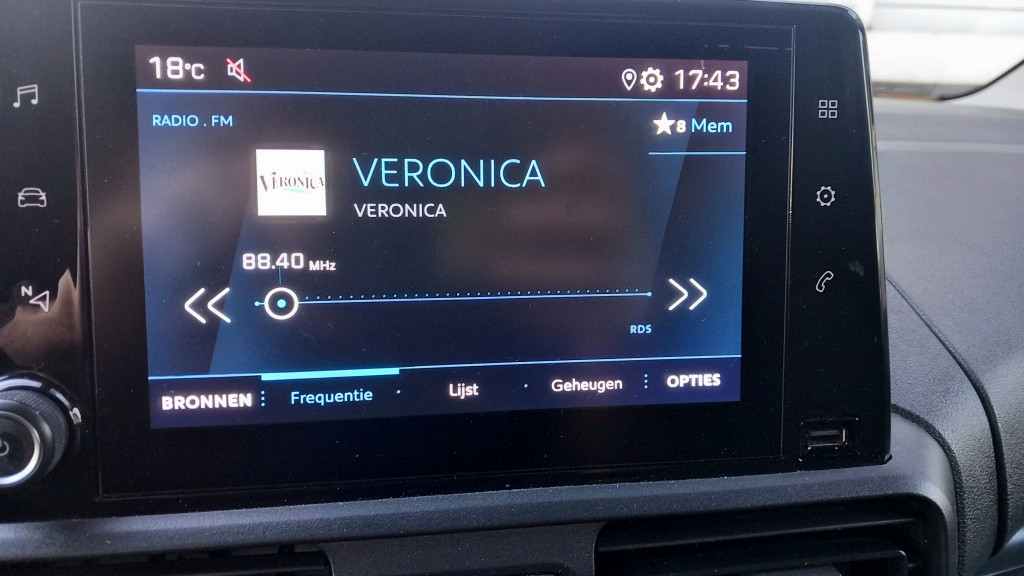 18°C 17:43
RADIO . FM
8 Mem
VERONICA
VERONICA
VERONICA
88.40 MHz
RDS
BRONNEN Frequentie Lijst Geheugen OPTIES
N